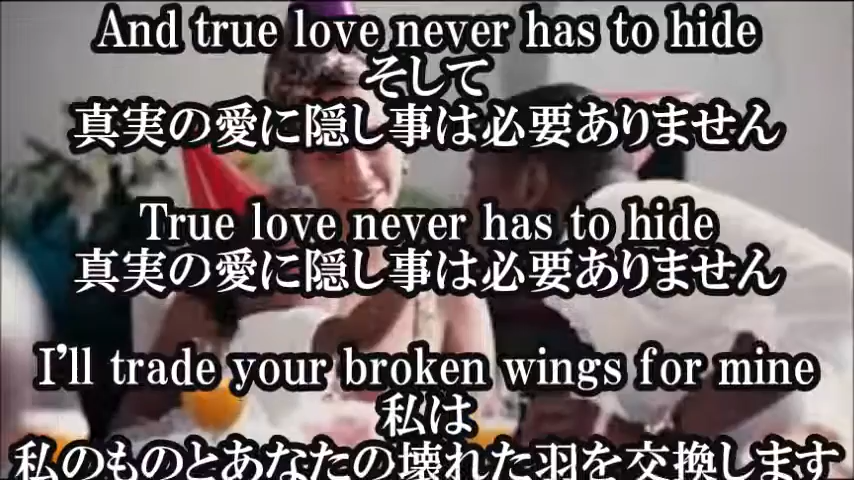 And true love never has to hide
そして
真実の愛に隠し事は必要ありません
True love never has to hide
真実の愛に隠し事は必要ありません
I'll trade your broken wings for mine
私は
私のものとあなたの壊れた羽を交換します